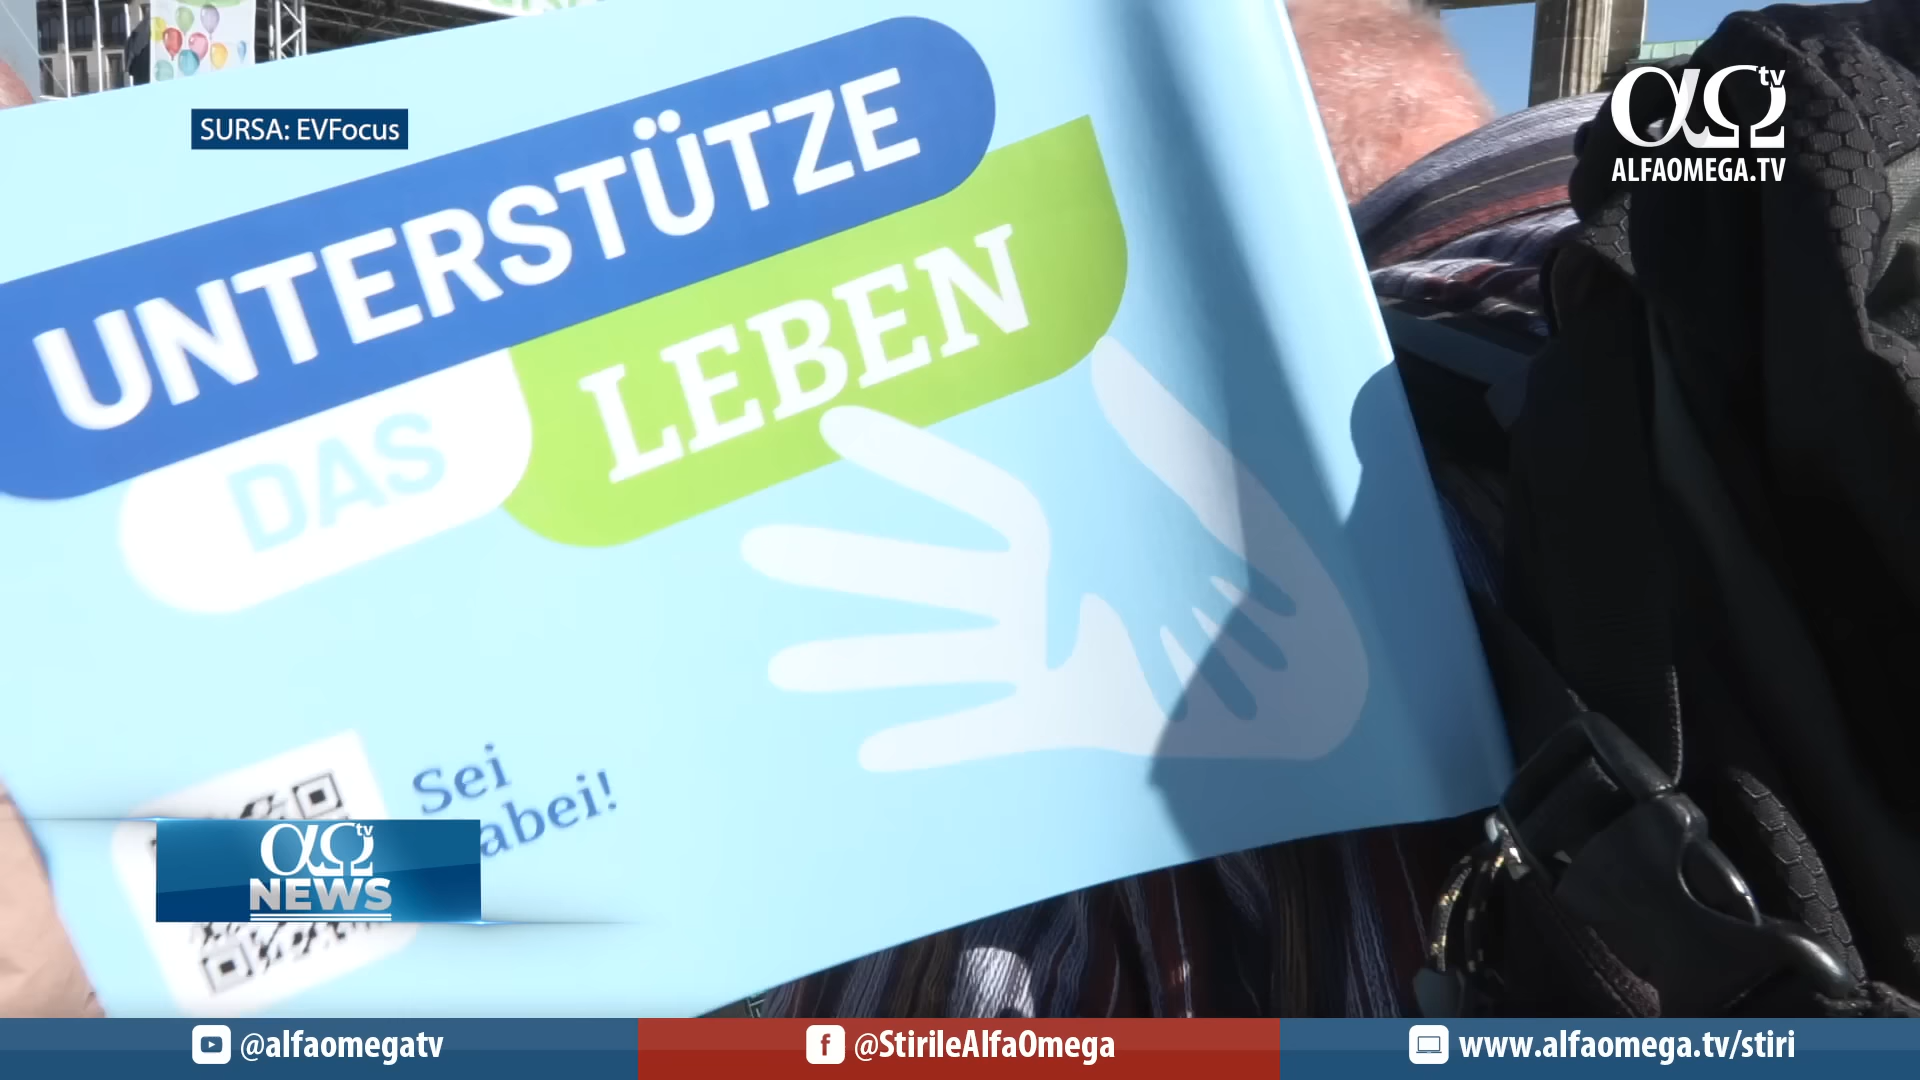 SURSA: EVFocus
tv
αΩ
ALFAOMEGA.TV
UNTERSTÜTZE
DAS
LEBEN
Sei
abei!
αΩ tv
NEWS
@alfaomegatv
@StirileAlfaOmega
www.alfaomega.tv/stiri